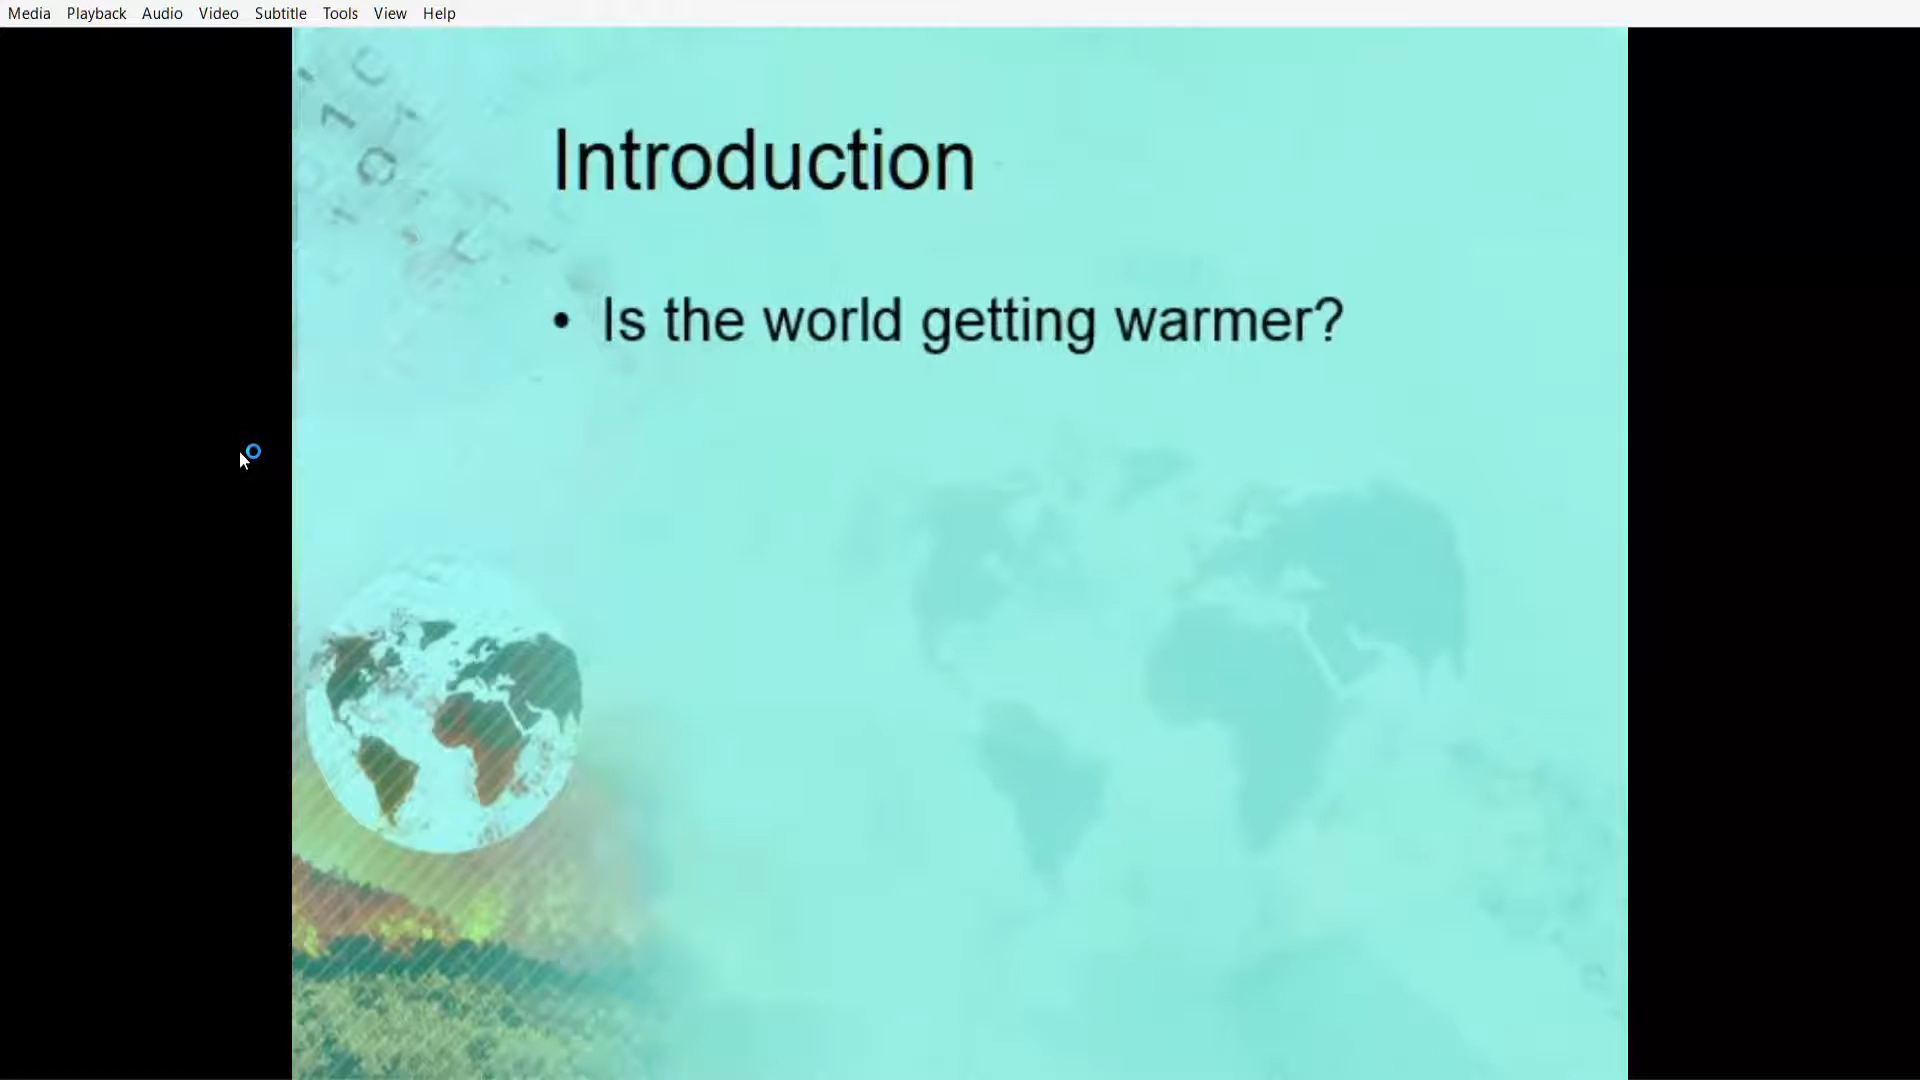 Media Playback Audio Video Subtitle Tools View Help
Introduction
• Is the world getting warmer?